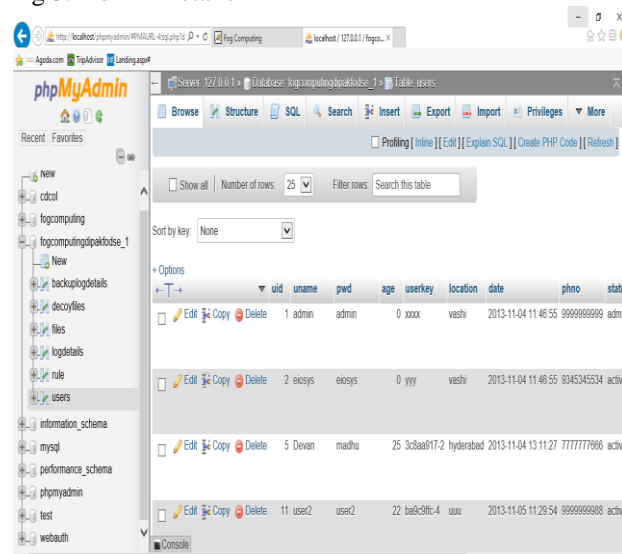 http://localhost/phpmyadmin/#PMAURL-4:sql.php?d
Fog Computing
localhost / 127.0.0.1 / fogco...
Agoda.com TripAdvisor Landing.aspx#
phpMyAdmin
Recent Favorites
New
cdcol
fogcomputing
fogcomputingdipakfodse_1
New
backuplogdetails
decoyfiles
files
logdetails
rule
users
information_schema
mysql
performance_schema
phpmyadmin
test
webauth
Server: 127.0.0.1 » Database: fogcomputingdipakfodse_1 » Table: users
Browse Structure SQL Search Insert Export Import Privileges More
Profiling [ Inline ] [ Edit ] [ Explain SQL ] [ Create PHP Code ] [ Refresh ]
Show all Number of rows: 25 Filter rows: Search this table
Sort by key: None
+ Options
uid uname pwd age userkey location date phno stat
Edit Copy Delete 1 admin admin 0 xxxx vashi 2013-11-04 11:46:55 9999999999 adm
Edit Copy Delete 2 eiosys eiosys 0 yyy vashi 2013-11-04 11:46:55 9345345534 activ
Edit Copy Delete 5 Devan madhu 25 3c8aa917-2 hyderabad 2013-11-04 13:11:27 7777777666 activ
Edit Copy Delete 11 user2 user2 22 ba9c9ffc-4 uuu 2013-11-05 11:29:54 9999999988 activ
Console